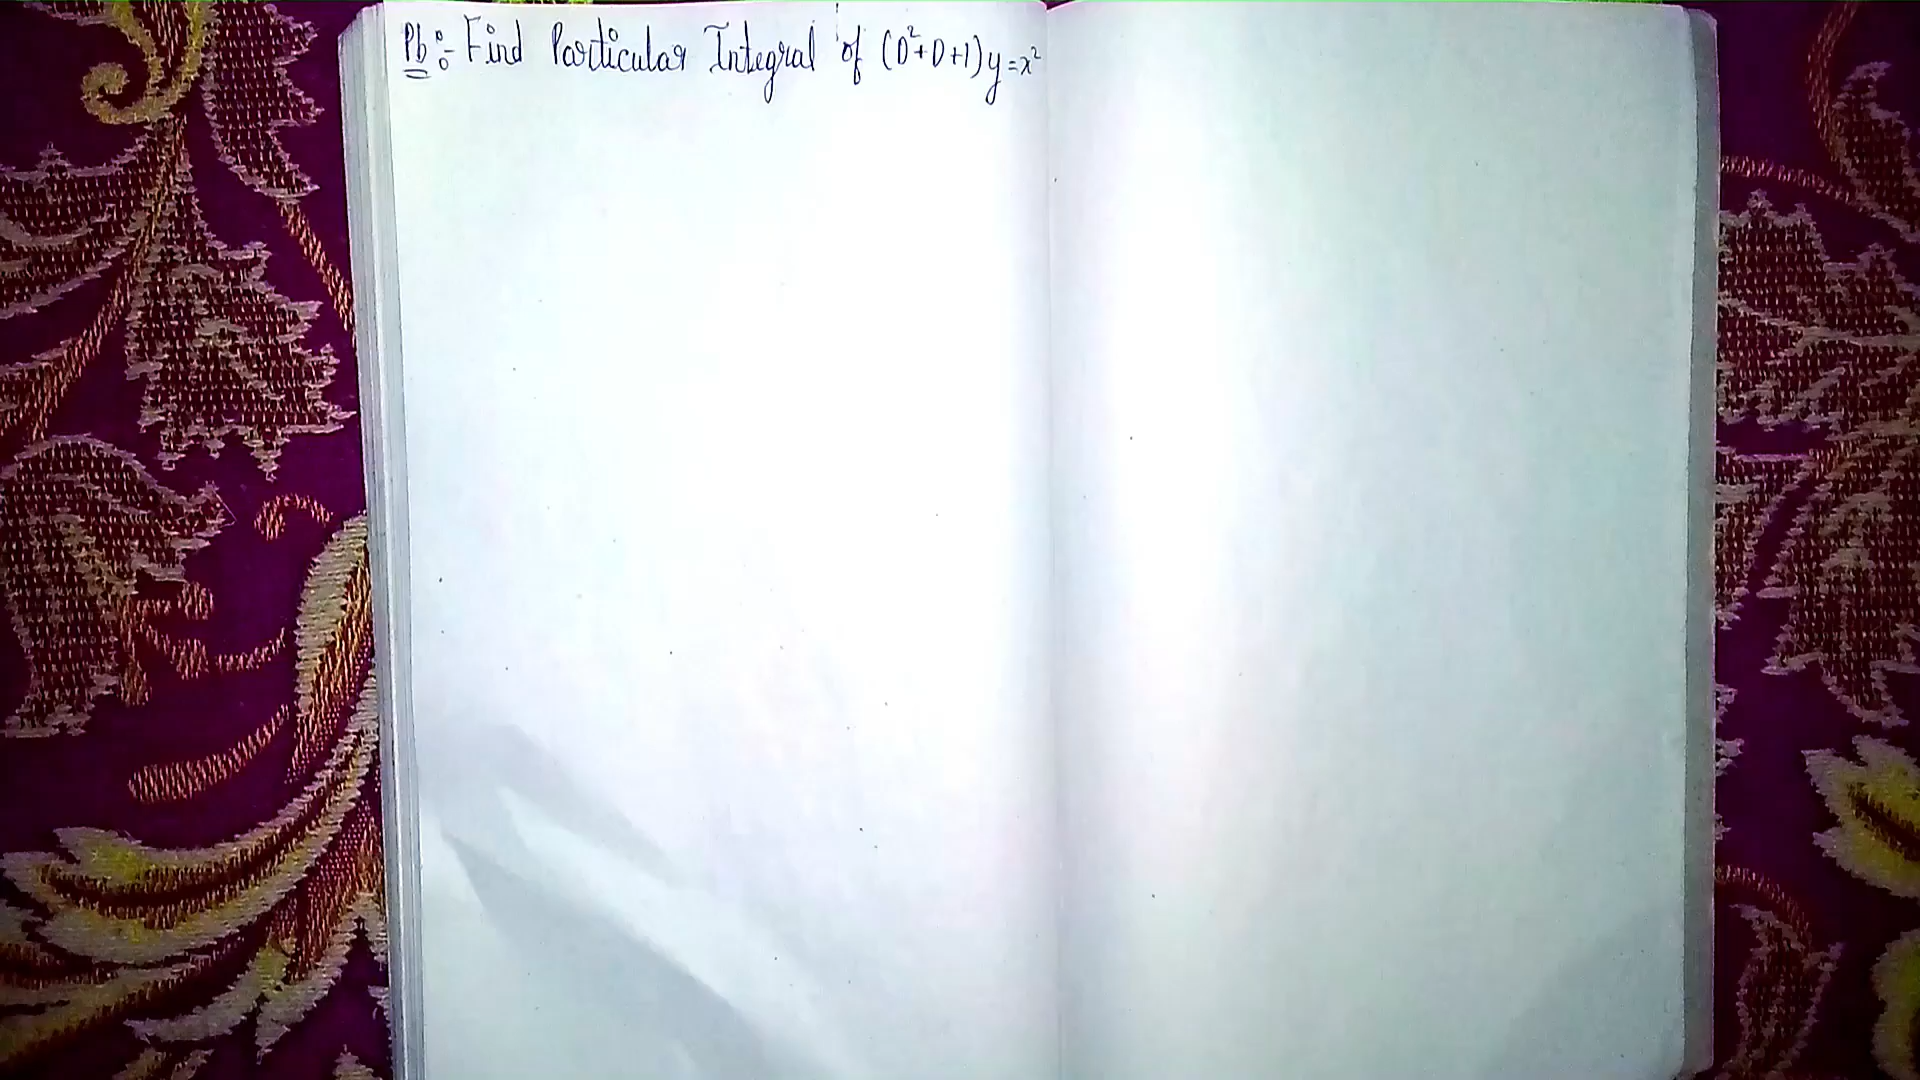 Pb :- Find Particular Integral of (D²+D+1)y=x²